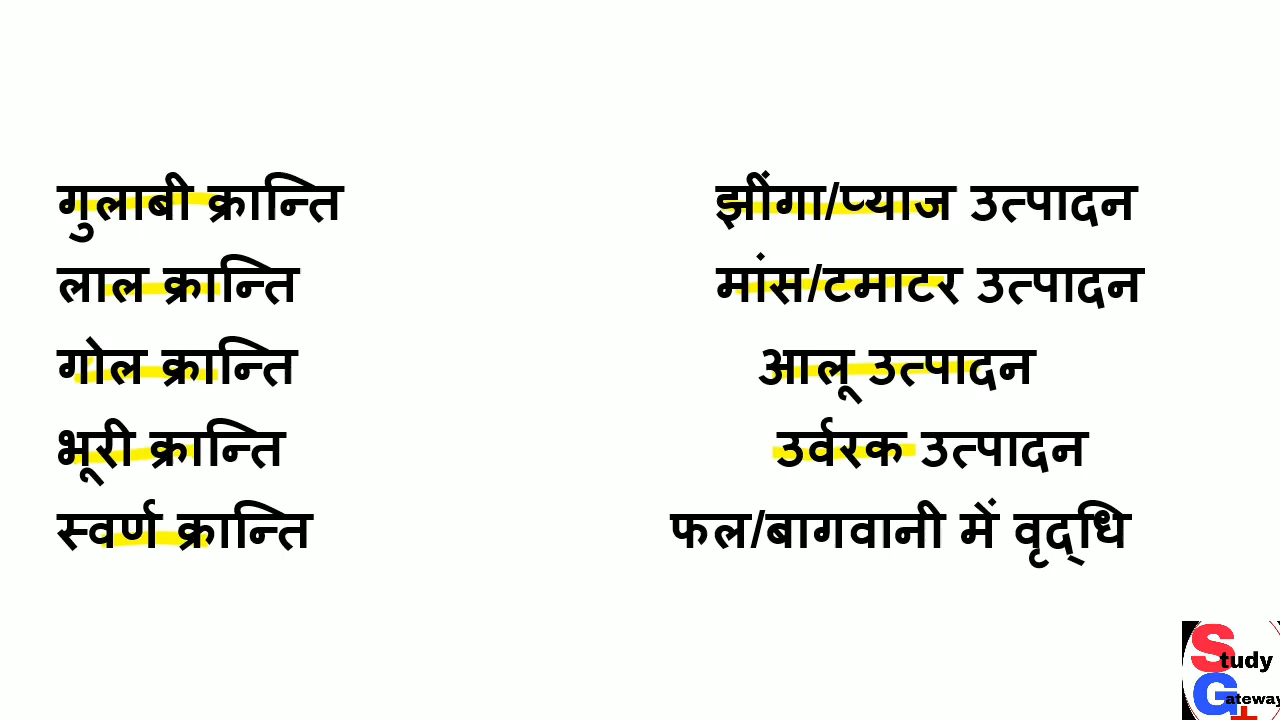 गुलाबी क्रान्ति झींगा/प्याज उत्पादन
लाल क्रान्ति मांस/टमाटर उत्पादन
गोल क्रान्ति आलू उत्पादन
भूरी क्रान्ति उर्वरक उत्पादन
स्वर्ण क्रान्ति फल/बागवानी में वृद्धि
Study
Gateway